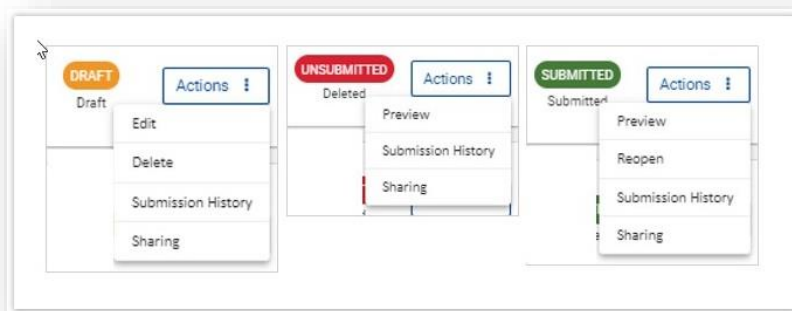 DRAFT
Draft
Actions
Edit
Delete
Submission History
Sharing
UNSUBMITTED
Deleted
Actions
Preview
Submission History
Sharing
SUBMITTED
Submitted
Actions
Preview
Reopen
Submission History
Sharing